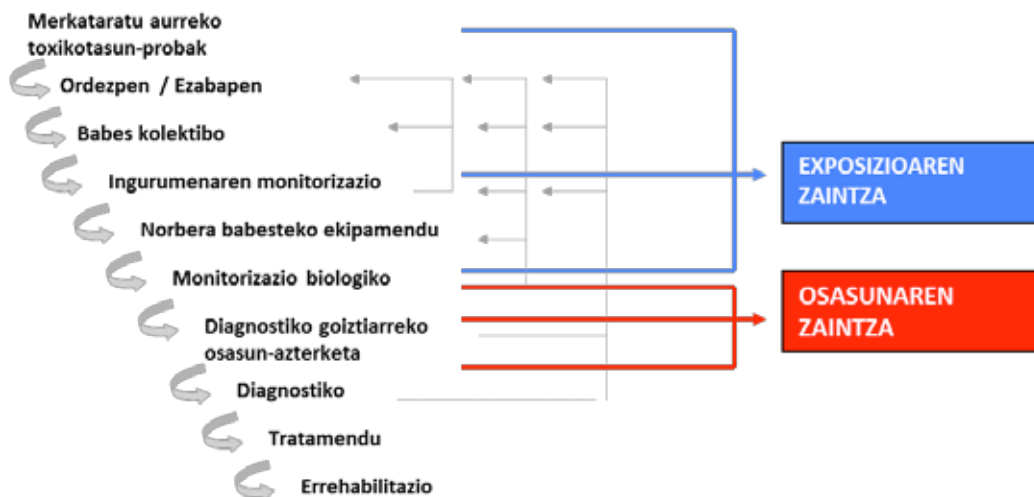 Merkataratu aurreko
toxikotasun-probak
Ordezpen / Ezabapen
Babes kolektibo
Ingurumenaren monitorizazio
Norbera babesteko ekipamendu
Monitorizazio biologiko
Diagnostiko goiztiarreko
osasun-azterketa
Diagnostiko
Tratamendu
Errehabilitazio
EXPOSIZIOAREN
ZAINTZA
OSASUNAREN
ZAINTZA